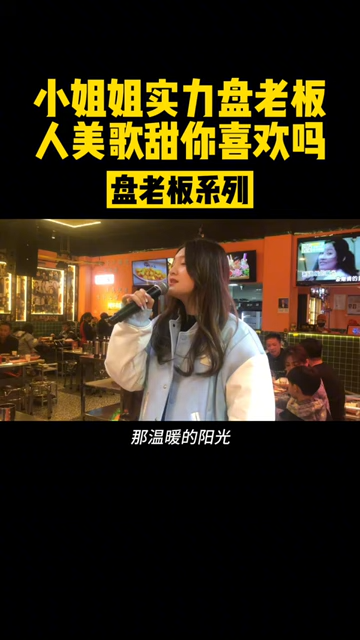 小姐姐实力盘老板
人美歌甜你喜欢吗
盘老板系列
那温暖的阳光